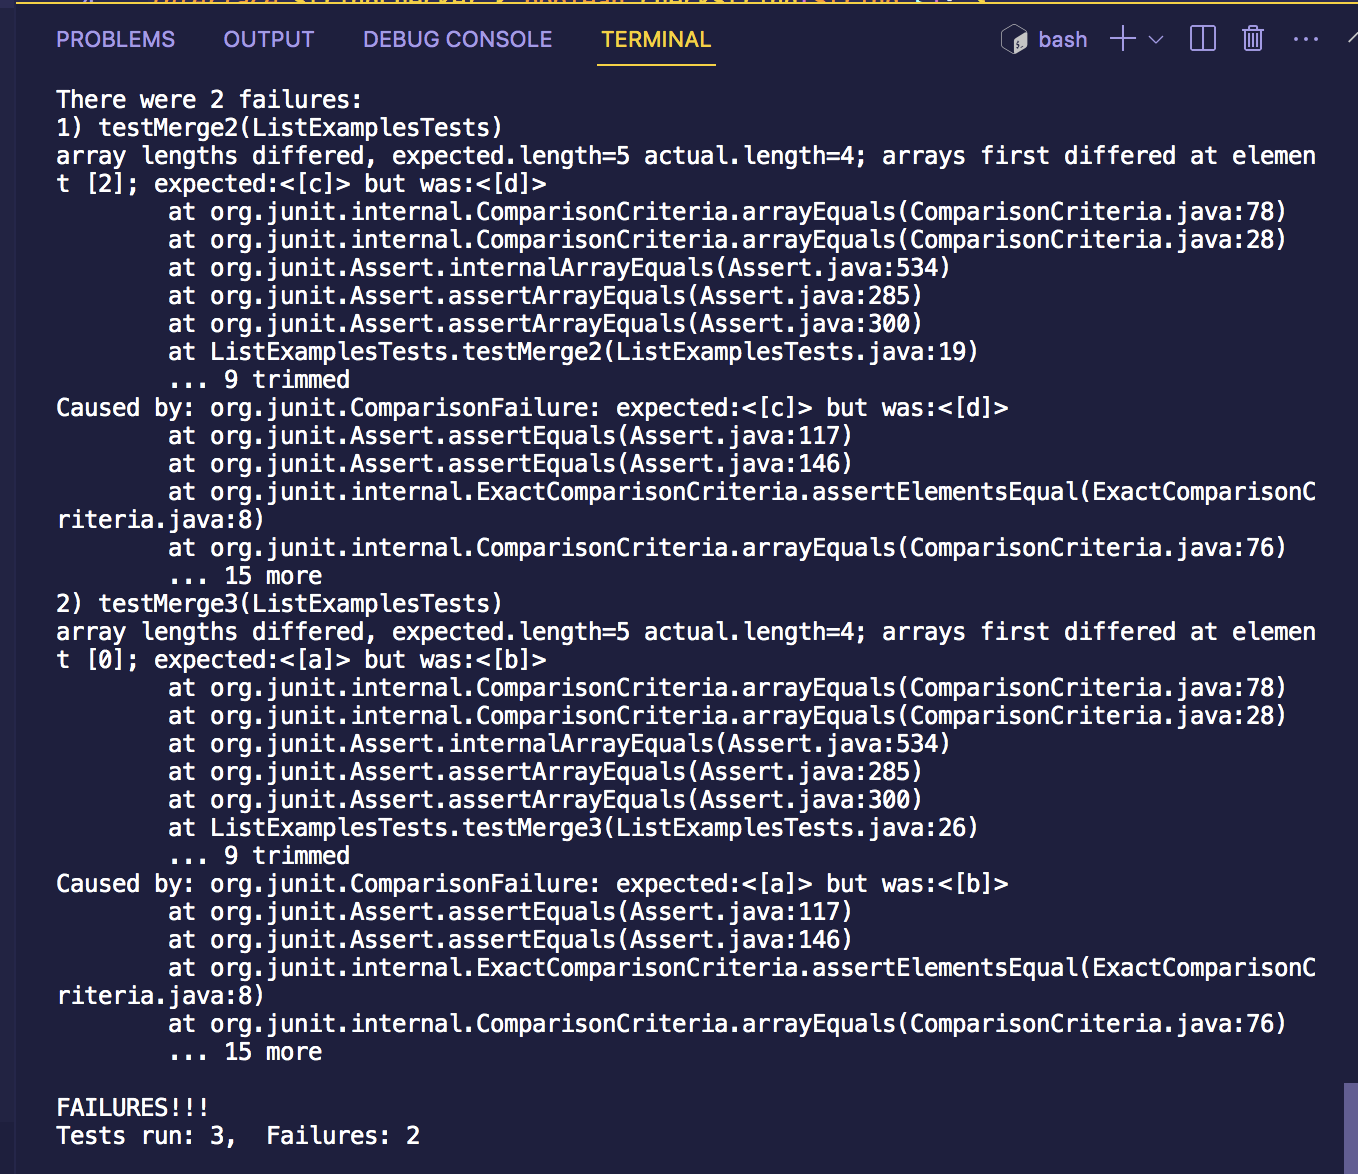 PROBLEMS OUTPUT DEBUG CONSOLE TERMINAL bash
There were 2 failures:
1) testMerge2(ListExamplesTests)
array lengths differed, expected.length=5 actual.length=4; arrays first differed at elemen
t [2]; expected:<[c]> but was:<[d]>
at org.junit.internal.ComparisonCriteria.arrayEquals(ComparisonCriteria.java:78)
at org.junit.internal.ComparisonCriteria.arrayEquals(ComparisonCriteria.java:28)
at org.junit.Assert.internalArrayEquals(Assert.java:534)
at org.junit.Assert.assertArrayEquals(Assert.java:285)
at org.junit.Assert.assertArrayEquals(Assert.java:300)
at ListExamplesTests.testMerge2(ListExamplesTests.java:19)
... 9 trimmed
Caused by: org.junit.ComparisonFailure: expected:<[c]> but was:<[d]>
at org.junit.Assert.assertEquals(Assert.java:117)
at org.junit.Assert.assertEquals(Assert.java:146)
at org.junit.internal.ExactComparisonCriteria.assertElementsEqual(ExactComparisonC
riteria.java:8)
at org.junit.internal.ComparisonCriteria.arrayEquals(ComparisonCriteria.java:76)
... 15 more
2) testMerge3(ListExamplesTests)
array lengths differed, expected.length=5 actual.length=4; arrays first differed at elemen
t [0]; expected:<[a]> but was:<[b]>
at org.junit.internal.ComparisonCriteria.arrayEquals(ComparisonCriteria.java:78)
at org.junit.internal.ComparisonCriteria.arrayEquals(ComparisonCriteria.java:28)
at org.junit.Assert.internalArrayEquals(Assert.java:534)
at org.junit.Assert.assertArrayEquals(Assert.java:285)
at org.junit.Assert.assertArrayEquals(Assert.java:300)
at ListExamplesTests.testMerge3(ListExamplesTests.java:26)
... 9 trimmed
Caused by: org.junit.ComparisonFailure: expected:<[a]> but was:<[b]>
at org.junit.Assert.assertEquals(Assert.java:117)
at org.junit.Assert.assertEquals(Assert.java:146)
at org.junit.internal.ExactComparisonCriteria.assertElementsEqual(ExactComparisonC
riteria.java:8)
at org.junit.internal.ComparisonCriteria.arrayEquals(ComparisonCriteria.java:76)
... 15 more
FAILURES!!!
Tests run: 3,  Failures: 2